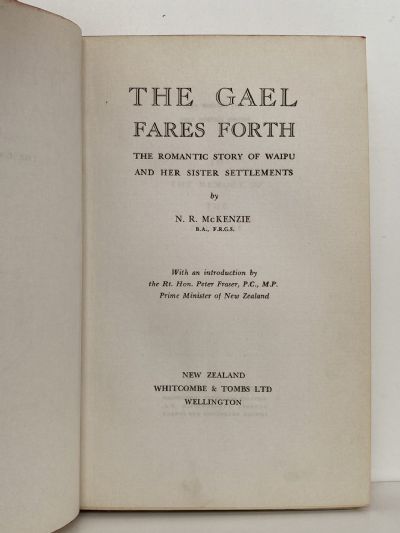 THE GAEL
FARES FORTH
THE ROMANTIC STORY OF WAIPU
AND HER SISTER SETTLEMENTS
by
N. R. McKENZIE
B.A., F.R.G.S.
With an introduction by
the Rt. Hon. Peter Fraser, P.C., M.P.
Prime Minister of New Zealand
NEW ZEALAND
WHITCOMBE & TOMBS LTD
WELLINGTON